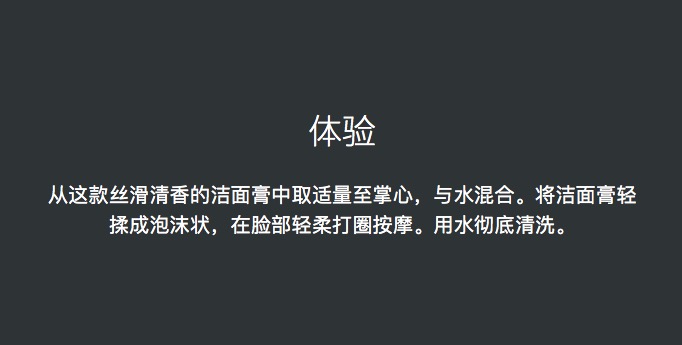 体验
从这款丝滑清香的洁面膏中取适量至掌心，与水混合。将洁面膏轻
揉成泡沫状，在脸部轻柔打圈按摩。用水彻底清洗。